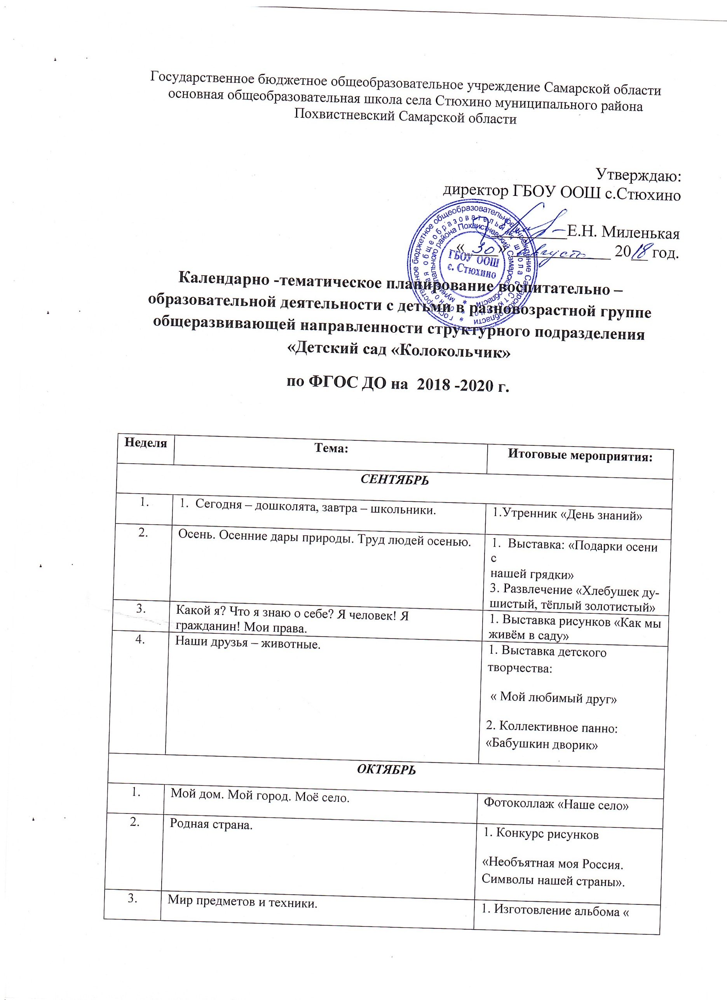 Государственное бюджетное общеобразовательное учреждение Самарской области
основная общеобразовательная школа села Стюхино муниципального района
Похвистневский Самарской области
Утверждаю:
директор ГБОУ ООШ с.Стюхино
Е.Н. Миленькая
« 30 » августа 2018 год.
ГБОУ ООШ
с. Стюхино
Календарно -тематическое планирование воспитательно –
образовательной деятельности с детьми в разновозрастной группе
общеразвивающей направленности структурного подразделения
«Детский сад «Колокольчик»
по ФГОС ДО на 2018 -2020 г.
Неделя Тема: Итоговые мероприятия:
СЕНТЯБРЬ
1. 1. Сегодня – дошколята, завтра – школьники. 1.Утренник «День знаний»
2. Осень. Осенние дары природы. Труд людей осенью. 1. Выставка: «Подарки осени
с
нашей грядки»
3. Развлечение «Хлебушек ду-
шистый, тёплый золотистый»
3. Какой я? Что я знаю о себе? Я человек! Я
гражданин! Мои права.
1. Выставка рисунков «Как мы
живём в саду»
4. Наши друзья – животные. 1. Выставка детского
творчества:
« Мой любимый друг»
2. Коллективное панно:
«Бабушкин дворик»
ОКТЯБРЬ
1. Мой дом. Мой город. Моё село. Фотоколлаж «Наше село»
2. Родная страна. 1. Конкурс рисунков
«Необъятная моя Россия.
Символы нашей страны».
3. Мир предметов и техники. 1. Изготовление альбома «